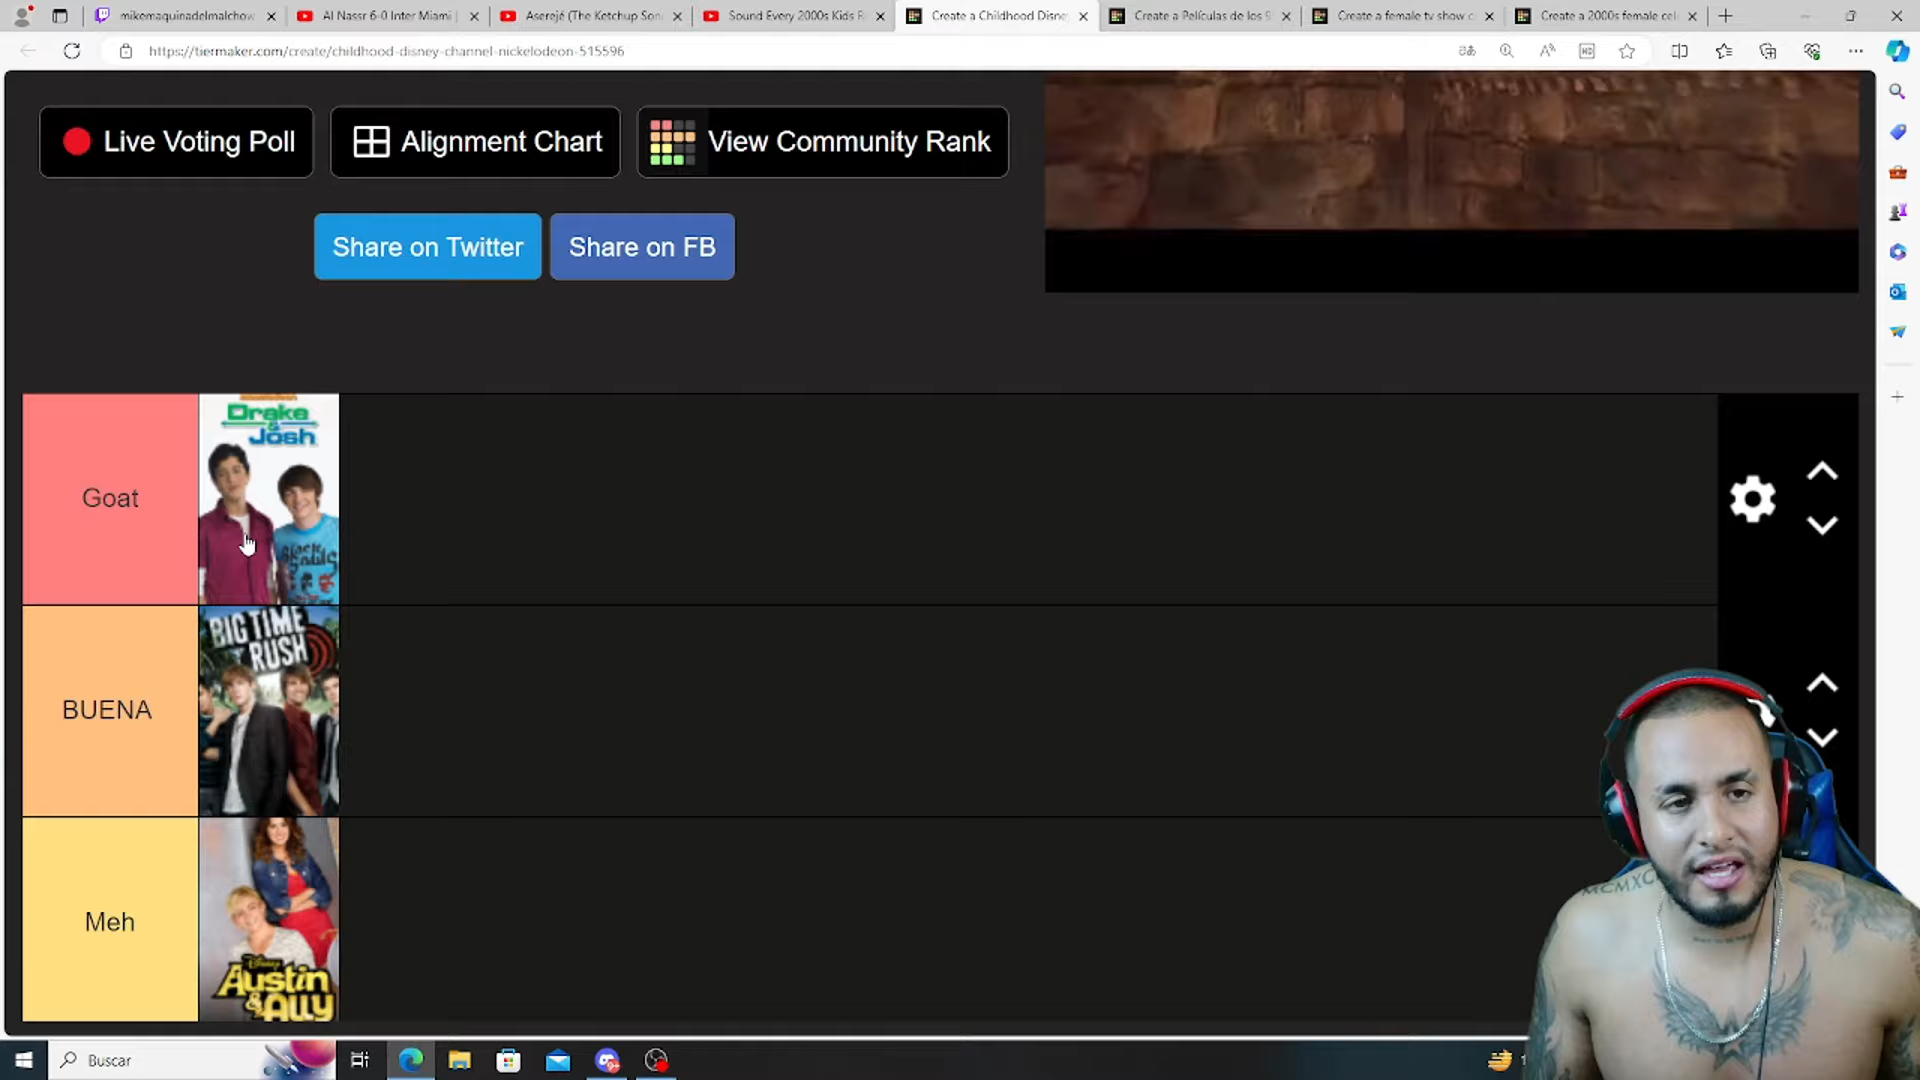 mikemaquinadelmalchow
Al Nassr 6-0 Inter Miami |
Aserejé (The Ketchup Son
Sound Every 2000s Kids R
Create a Childhood Disne
Create a Películas de los 9
Create a female tv show c
Create a 2000s female cel
https://tiermaker.com/create/childhood-disney-channel-nickelodeon-515596
Live Voting Poll
Alignment Chart
View Community Rank
Share on Twitter
Share on FB
Goat
Drake
&
Josh
BUENA
BIG TIME
RUSH
Meh
Disney
Austin
& Ally
MCMXC
Buscar